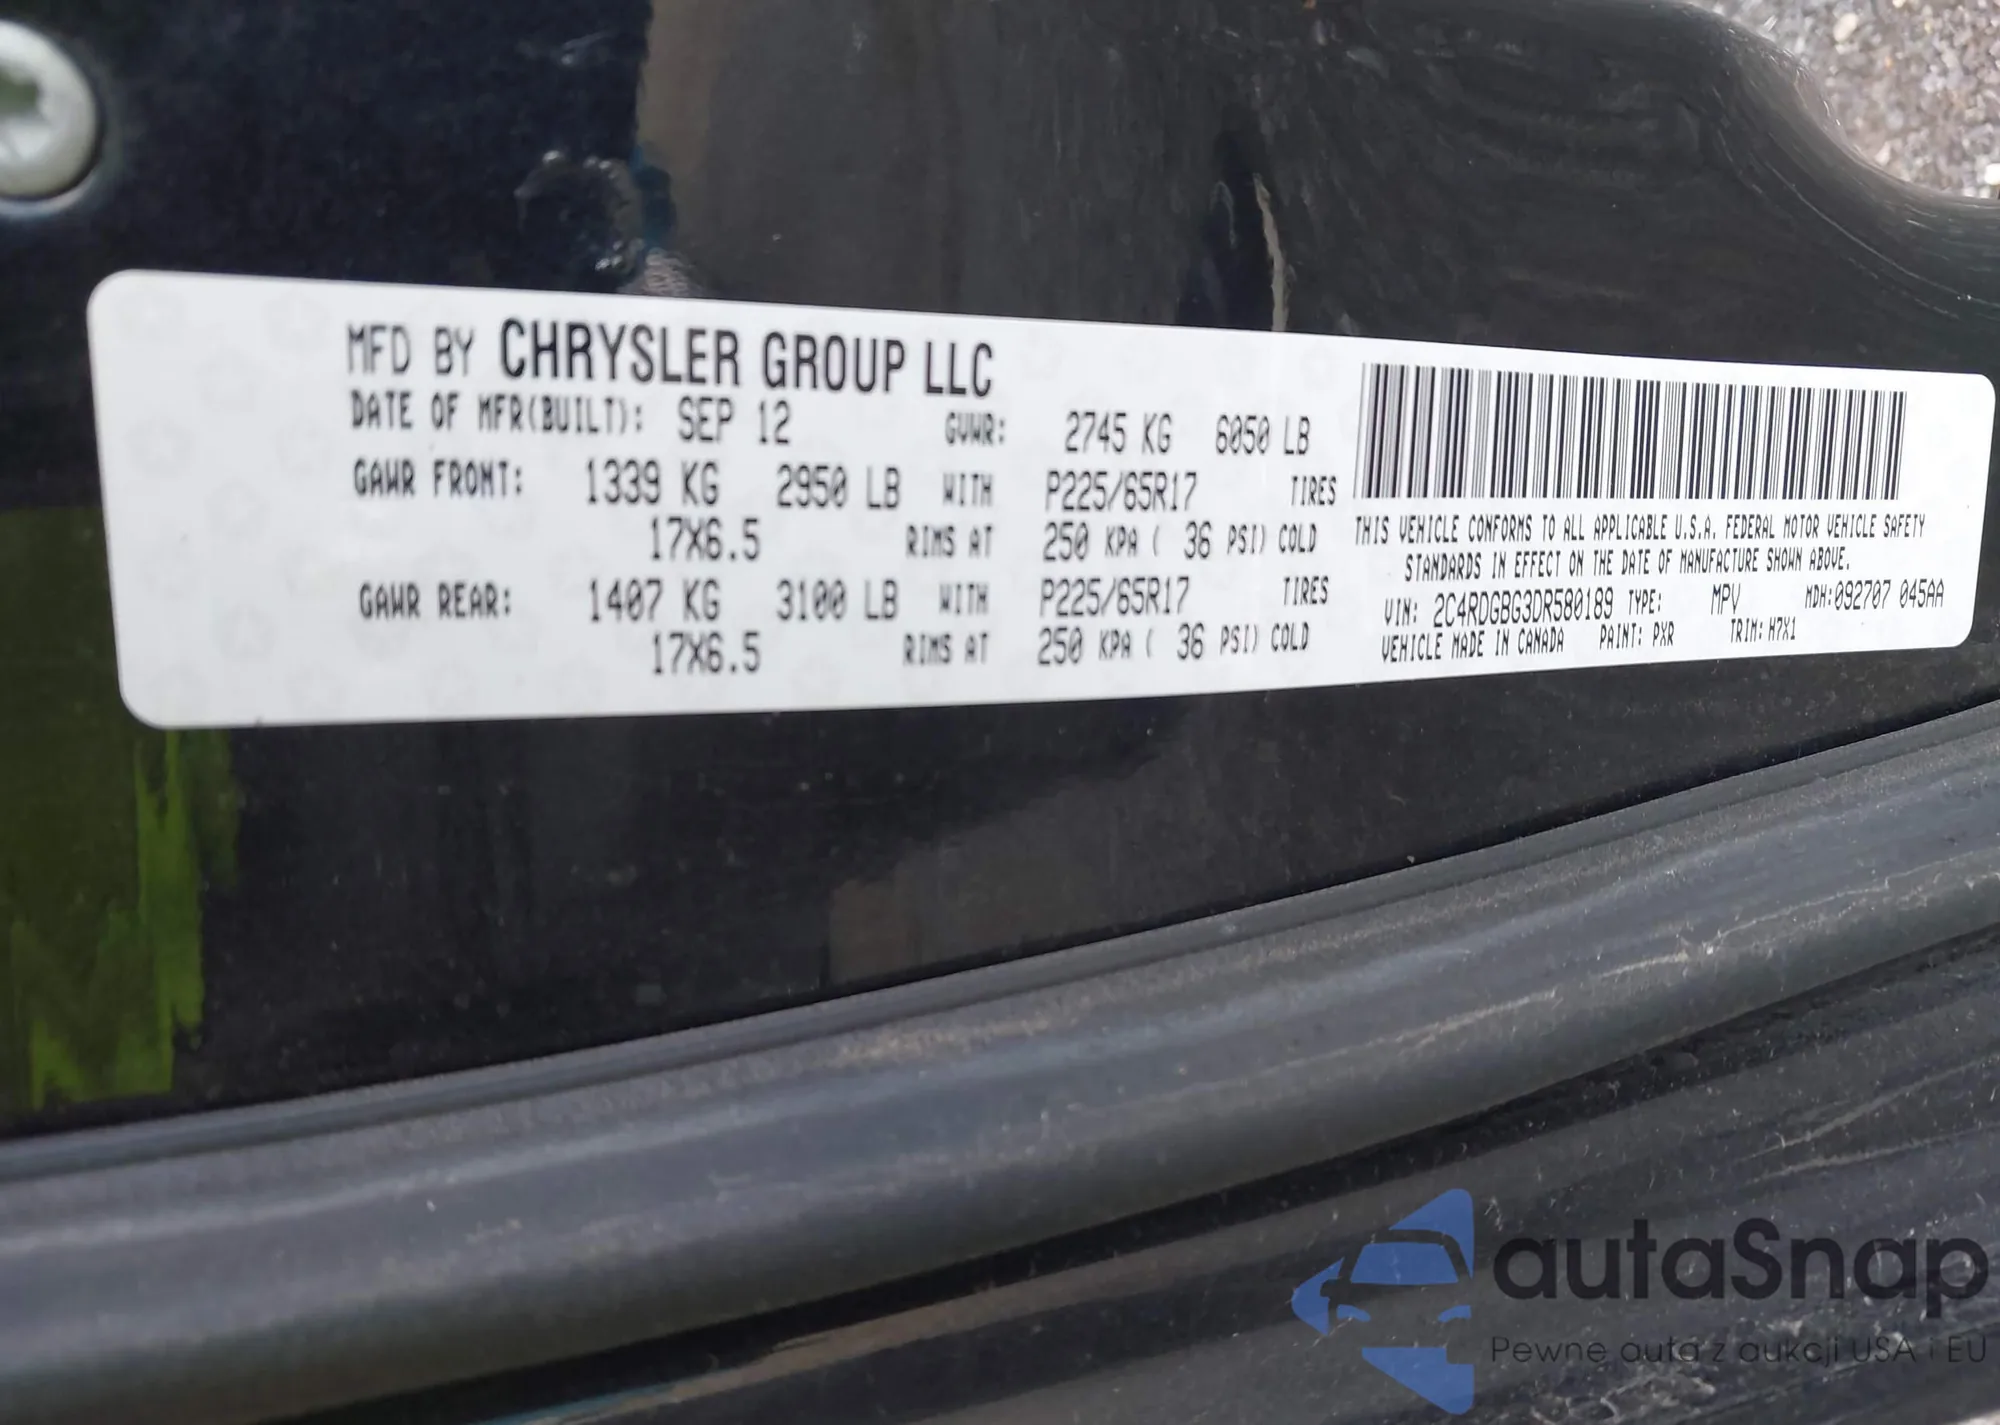 MFD BY CHRYSLER GROUP LLC
DATE OF MFR(BUILT): SEP 12 GVWR: 2745 KG 6050 LB
GAWR FRONT: 1339 KG 2950 LB WITH P225/65R17 TIRES
17X6.5 RIMS AT 250 KPA ( 36 PSI) COLD
GAWR REAR: 1407 KG 3100 LB WITH P225/65R17 TIRES
17X6.5 RIMS AT 250 KPA ( 36 PSI) COLD
THIS VEHICLE CONFORMS TO ALL APPLICABLE U.S.A. FEDERAL MOTOR VEHICLE SAFETY
STANDARDS IN EFFECT ON THE DATE OF MANUFACTURE SHOWN ABOVE.
VIN: 2C4RDGBG3DR580189 TYPE: MPV MDH:092707 045AA
VEHICLE MADE IN CANADA PAINT: PXR TRIM: H7X1
autaSnap
Pewne auta z aukcji USA i EU